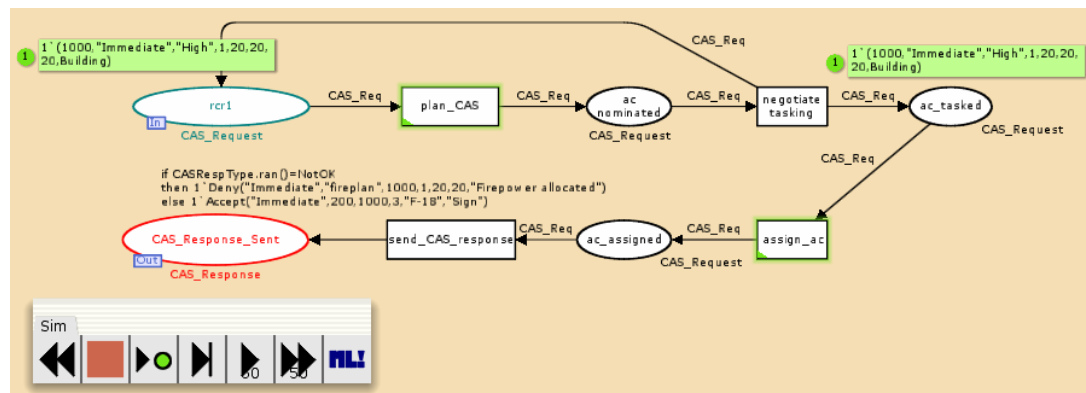 CAS_Req
1`(1000,"Immediate","High",1,20,20,
20,Building)
1
1`(1000,"Immediate","High",1,20,20,
20,Building)
1
rcr1
In
CAS_Request
CAS_Req
plan_CAS
CAS_Req
ac
nominated
CAS_Request
CAS_Req
negotiate
tasking
CAS_Req
ac_tasked
CAS_Request
CAS_Req
if CASRespType.ran()=NotOK
then 1`Deny("Immediate","fireplan",1000,1,20,20,"Firepower allocated")
else 1`Accept("Immediate",200,1000,3,"F-18","Sign")
CAS_Response_Sent
Out
CAS_Response
send_CAS_response
CAS_Req
ac_assigned
CAS_Request
CAS_Req
assign_ac
Sim
50
ML!